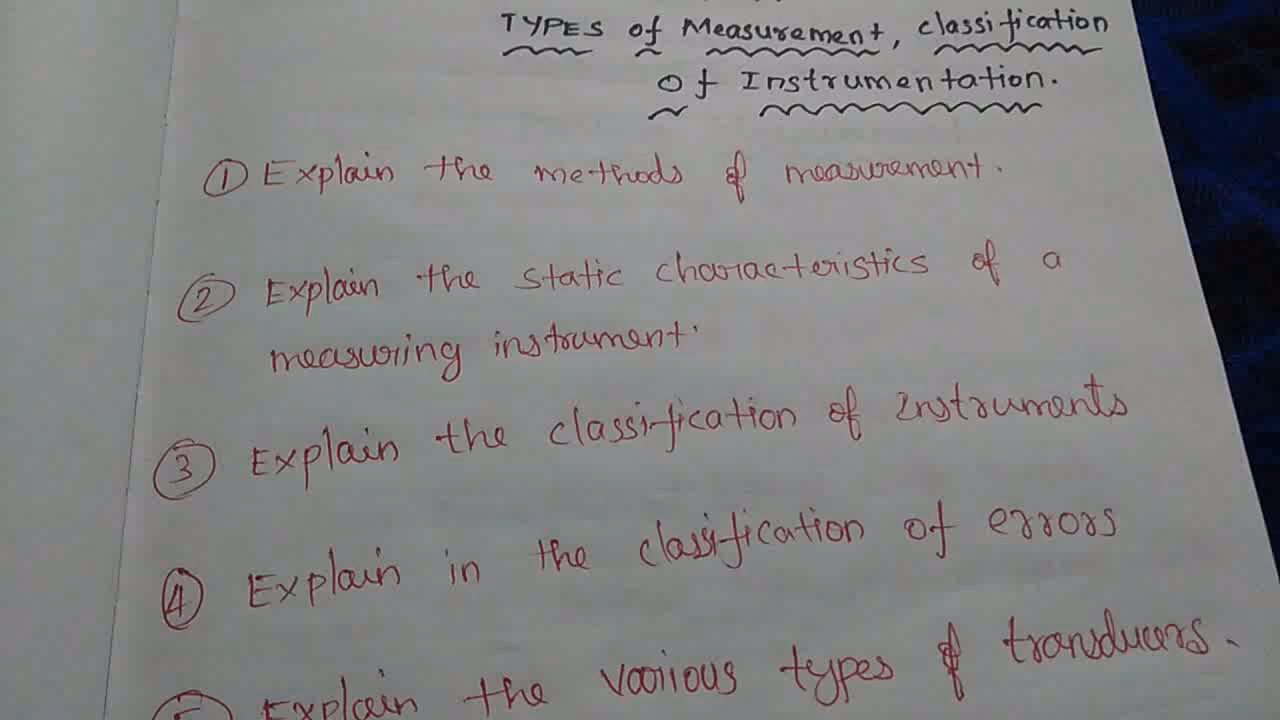 TYPES of Measurement, classification
of Instrumentation.
① Explain the methods of measurement.
② Explain the static characteristics of a
measuring instrument.
③ Explain the classification of Instruments
④ Explain in the classification of errors
⑤ Explain the various types of transducers.